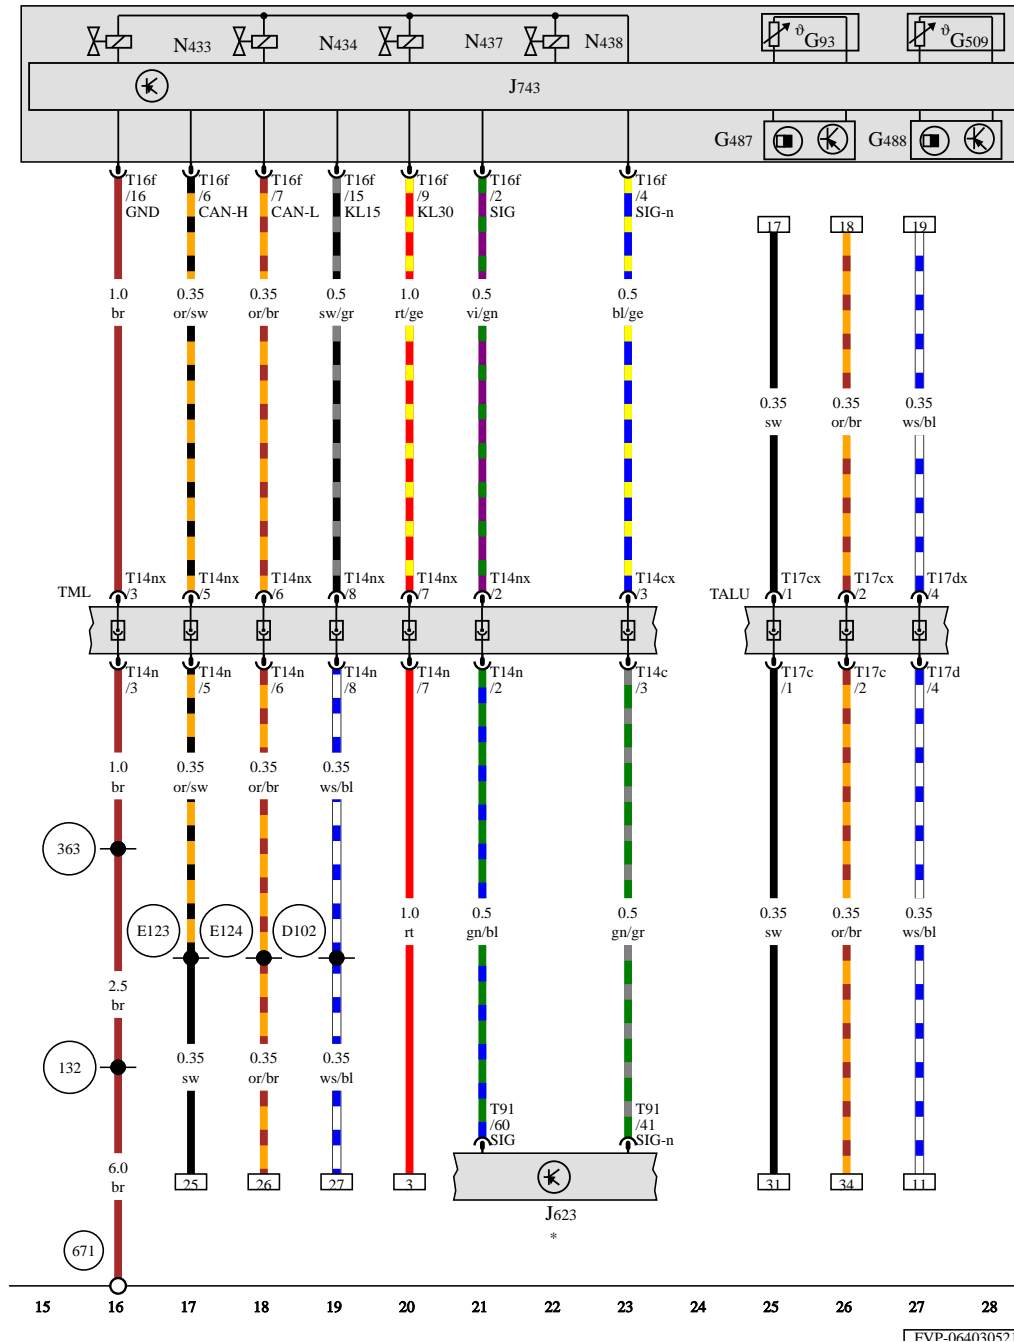 N433
N434
N437
N438
ϑ
G93
ϑ
G509
J743
G487
G488
T16f
/16
GND
T16f
/6
CAN-H
T16f
/7
CAN-L
T16f
/15
KL15
T16f
/9
KL30
T16f
/2
SIG
T16f
/4
SIG-n
17
18
19
1.0
br
0.35
or/sw
0.35
or/br
0.5
sw/gr
1.0
rt/ge
0.5
vi/gn
0.5
bl/ge
0.35
sw
0.35
or/br
0.35
ws/bl
TML
T14nx
/3
T14nx
/5
T14nx
/6
T14nx
/8
T14nx
/7
T14nx
/2
T14cx
/3
TALU
T17cx
/1
T17cx
/2
T17dx
/4
T14n
/3
T14n
/5
T14n
/6
T14n
/8
T14n
/7
T14n
/2
T14c
/3
T17c
/1
T17c
/2
T17d
/4
1.0
br
0.35
or/sw
0.35
or/br
0.35
ws/bl
363
E123
E124
D102
1.0
rt
0.5
gn/bl
0.5
gn/gr
0.35
sw
0.35
or/br
0.35
ws/bl
2.5
br
132
0.35
sw
0.35
or/br
0.35
ws/bl
T91
/60
SIG
T91
/41
SIG-n
6.0
br
25
26
27
3
31
34
11
J623
*
671
15 16 17 18 19 20 21 22 23 24 25 26 27 28